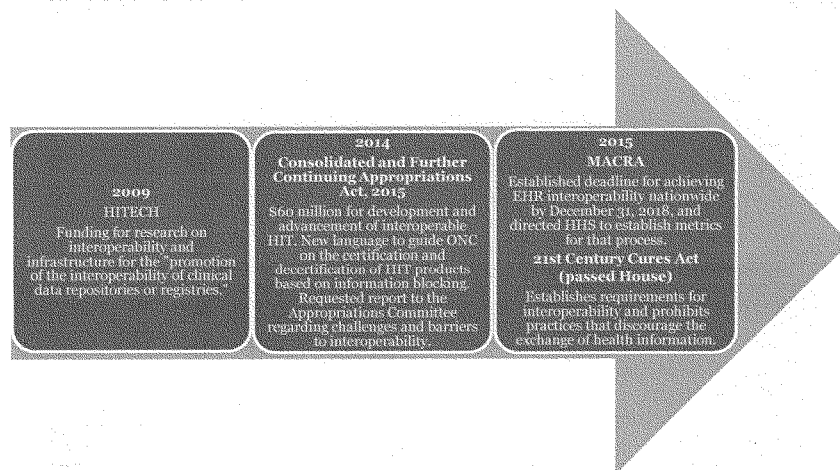 2009
HITECH
Funding for research on
interoperability and
infrastructure for the "promotion
of the interoperability of clinical
data repositories or registries."
2014
Consolidated and Further
Continuing Appropriations
Act, 2015
$60 million for development and
advancement of interoperable
HIT. New language to guide ONC
on the certification and
decertification of HIT products
based on information blocking.
Requested report to the
Appropriations Committee
regarding challenges and barriers
to interoperability.
2015
MACRA
Established deadline for achieving
EHR interoperability nationwide
by December 31, 2018, and
directed HHS to establish metrics
for that process.
21st Century Cures Act
(passed House)
Establishes requirements for
interoperability and prohibits
practices that discourage the
exchange of health information.